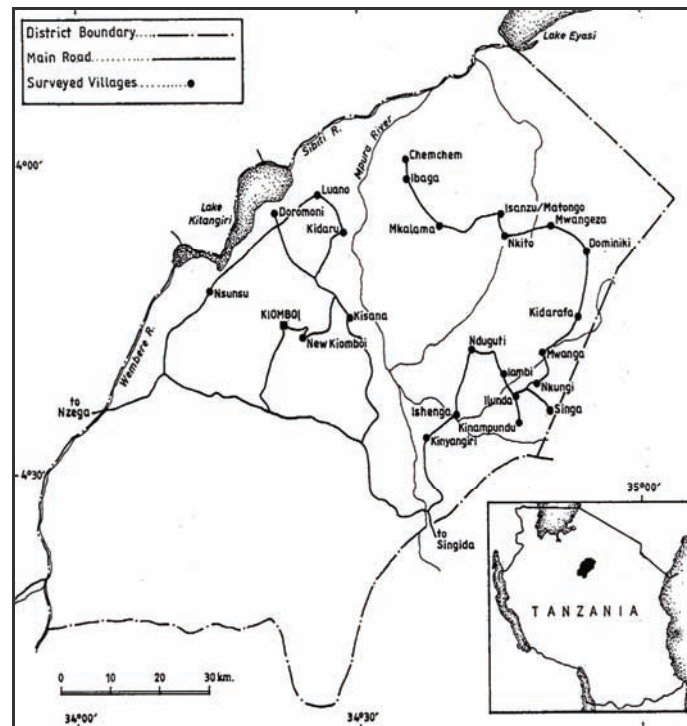 District Boundary
Main Road
Surveyed Villages
Lake Eyasi
Sibiti R.
Mpura River
4°00'
Chemchem
Ibaga
Luano
Lake
Kitangiri
Doromoni
Kidaru
Mkalama
Isanzu/Matongo
Mwangeza
Nkito
Dominiki
Nsunsu
KIOMBOI
New Kiomboi
Kisana
Kidarafa
Wembere R.
Nduguti
Mwanga
Iambi
Nkungi
Ilunda
Singa
to
Nzega
Ishenga
Kinampundu
Kinyangiri
4°30'
35°00'
to
Singida
TANZANIA
0 10 20 30 km.
34°00'
34°30'